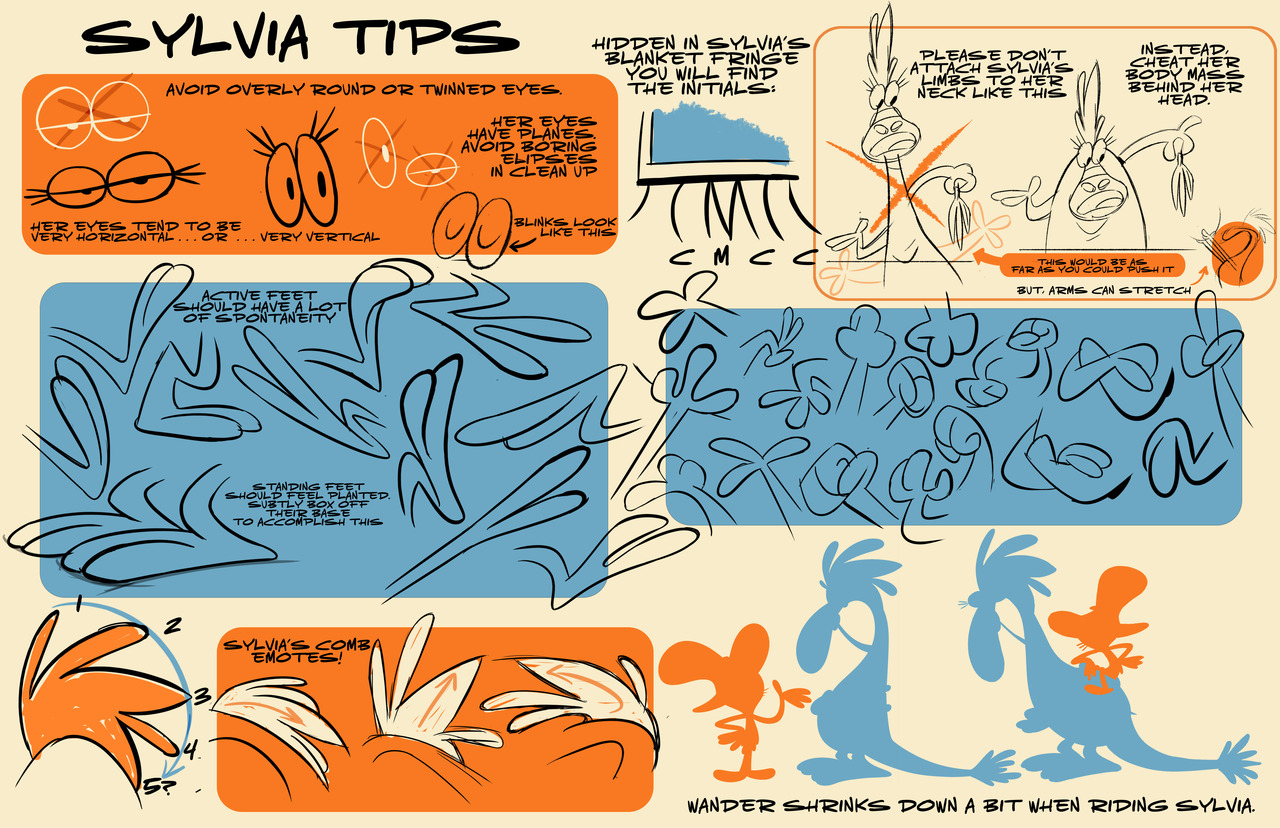 SYLVIA TIPS
AVOID OVERLY ROUND OR TWINNED EYES.
HER EYES
HAVE PLANES.
AVOID BORING
ELIPSES
IN CLEAN UP
HER EYES TEND TO BE
VERY HORIZONTAL . . . OR . . . VERY VERTICAL
BLINKS LOOK
LIKE THIS
HIDDEN IN SYLVIA'S
BLANKET FRINGE
YOU WILL FIND
THE INITIALS:
C M C C
PLEASE DON'T
ATTACH SYLVIA'S
LIMBS TO HER
NECK LIKE THIS
INSTEAD,
CHEAT HER
BODY MASS
BEHIND HER
HEAD.
THIS WOULD BE AS
FAR AS YOU COULD PUSH IT
BUT, ARMS CAN STRETCH
ACTIVE FEET
SHOULD HAVE A LOT
OF SPONTANEITY
STANDING FEET
SHOULD FEEL PLANTED.
SUBTLY BOX OFF
THEIR BASE
TO ACCOMPLISH THIS
1
2
3
4.
5?
SYLVIA'S COMB
EMOTES!
WANDER SHRINKS DOWN A BIT WHEN RIDING SYLVIA.